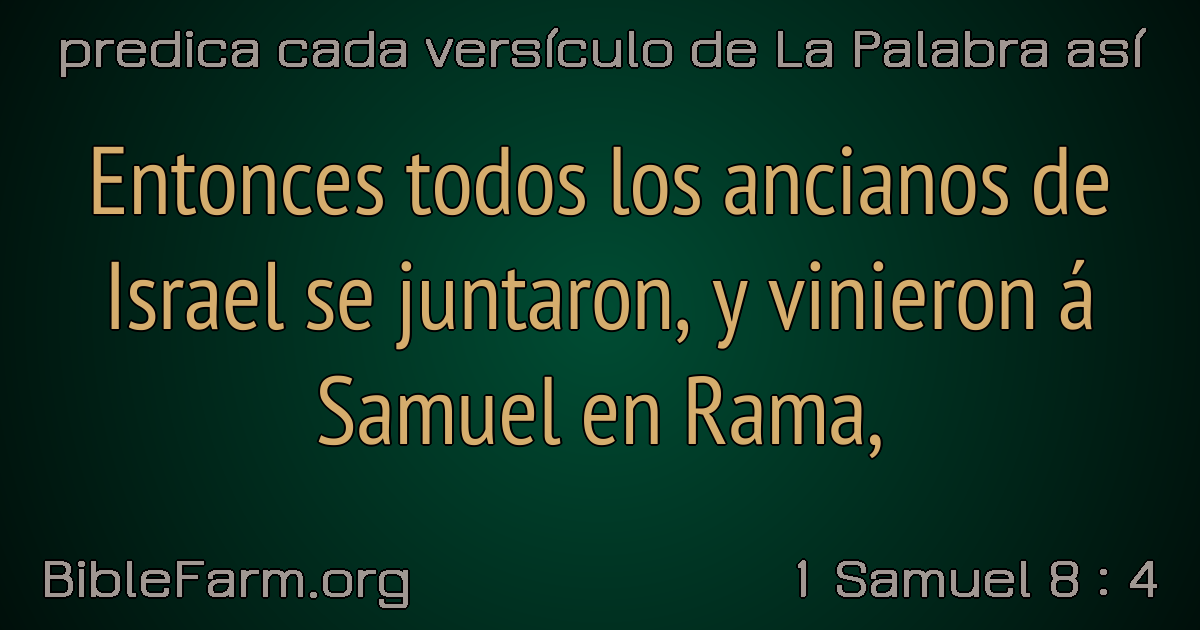 predica cada versículo de La Palabra así
Entonces todos los ancianos de
Israel se juntaron, y vinieron á
Samuel en Rama,
BibleFarm.org
1 Samuel 8 : 4